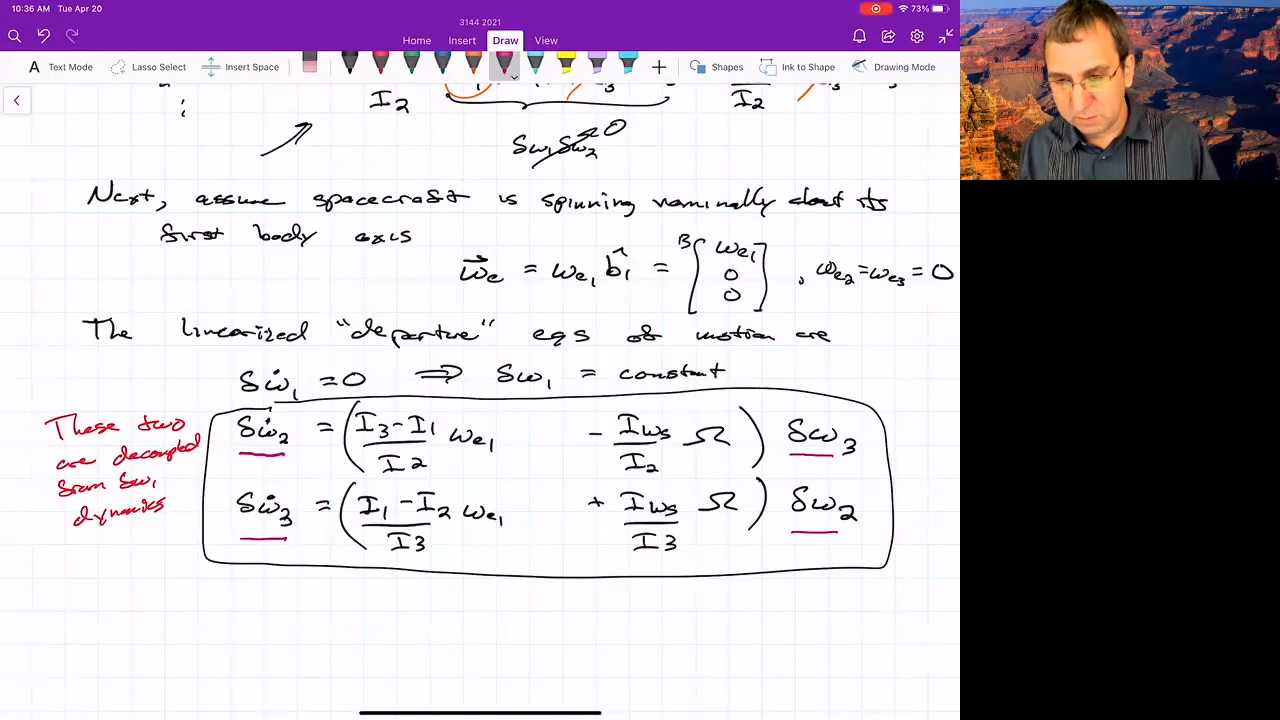 10:36 AM Tue Apr 20
73%
3144 2021
Home Insert Draw View
Text Mode Lasso Select Insert Space Shapes Ink to Shape Drawing Mode
I2 I2
δω1 δω2 ≈0
Next, assume spacecraft is spinning nominally about its
first body axis
ωe = ωe1 b̂1 = B[ωe1 0 0], ωe2 = ωe3 = 0
The linearized "departure" eqs of motion are
δω̇1 = 0 ⟹ δω1 = constant
These two
are decoupled
from δω1
dynamics
δω̇2 = ( (I3 - I1)/I2 ωe1 - Iws/I2 Ω ) δω3
δω̇3 = ( (I1 - I2)/I3 ωe1 + Iws/I3 Ω ) δω2